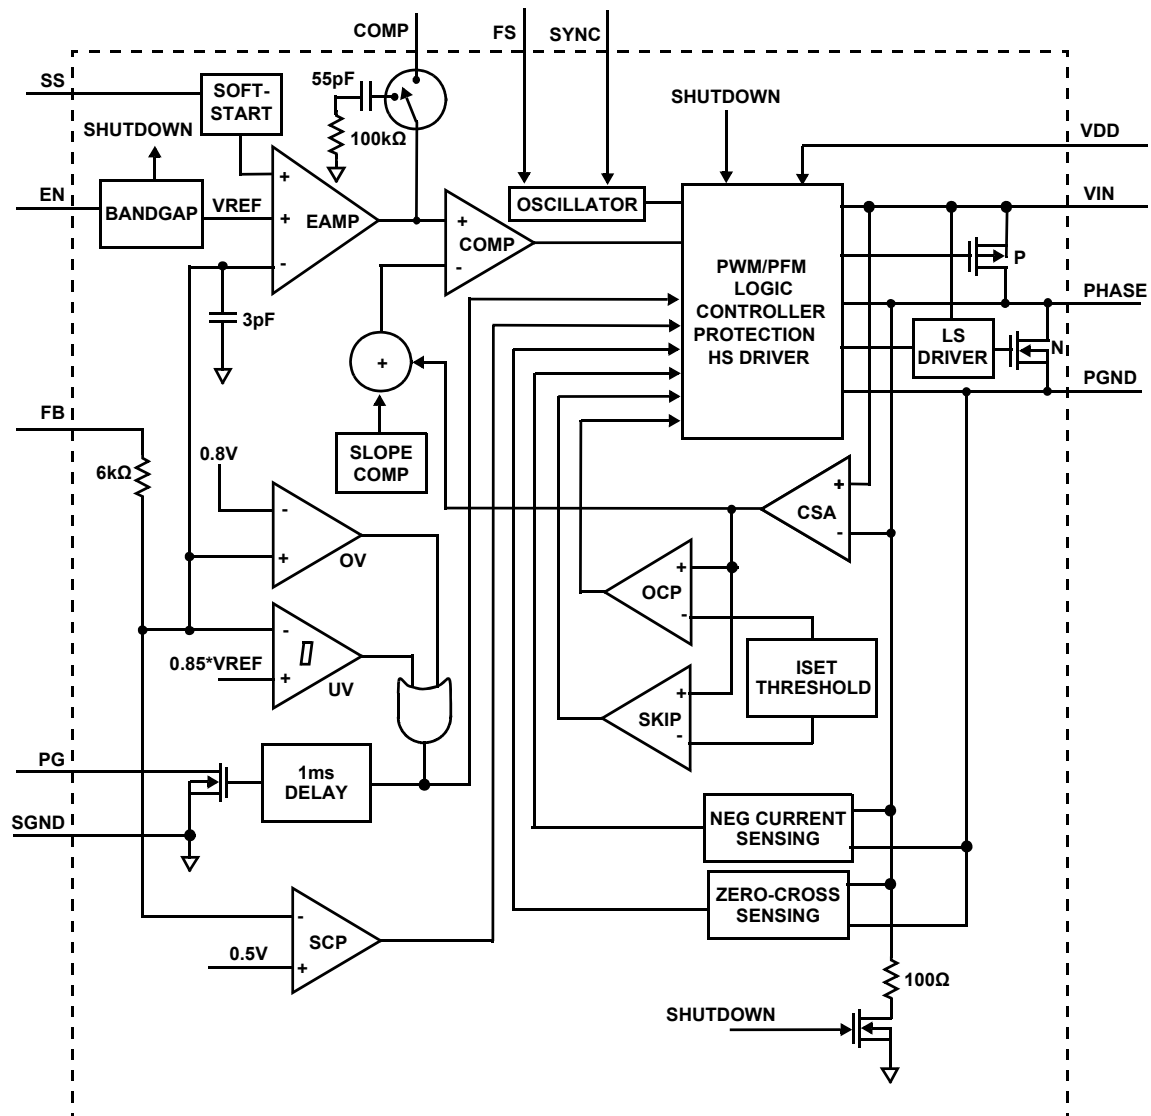 COMP
FS
SYNC
SS
SOFT-
START
55pF
100kΩ
SHUTDOWN
SHUTDOWN
VDD
EN
BANDGAP
VREF
+
+
-
EAMP
+
-
COMP
OSCILLATOR
PWM/PFM
LOGIC
CONTROLLER
PROTECTION
HS DRIVER
VIN
P
PHASE
LS
DRIVER
N
PGND
3pF
+
SLOPE
COMP
FB
6kΩ
0.8V
-
+
OV
+
-
CSA
+
-
OCP
-
+
UV
0.85*VREF
ISET
THRESHOLD
+
-
SKIP
PG
1ms
DELAY
SGND
NEG CURRENT
SENSING
ZERO-CROSS
SENSING
-
+
SCP
0.5V
100Ω
SHUTDOWN